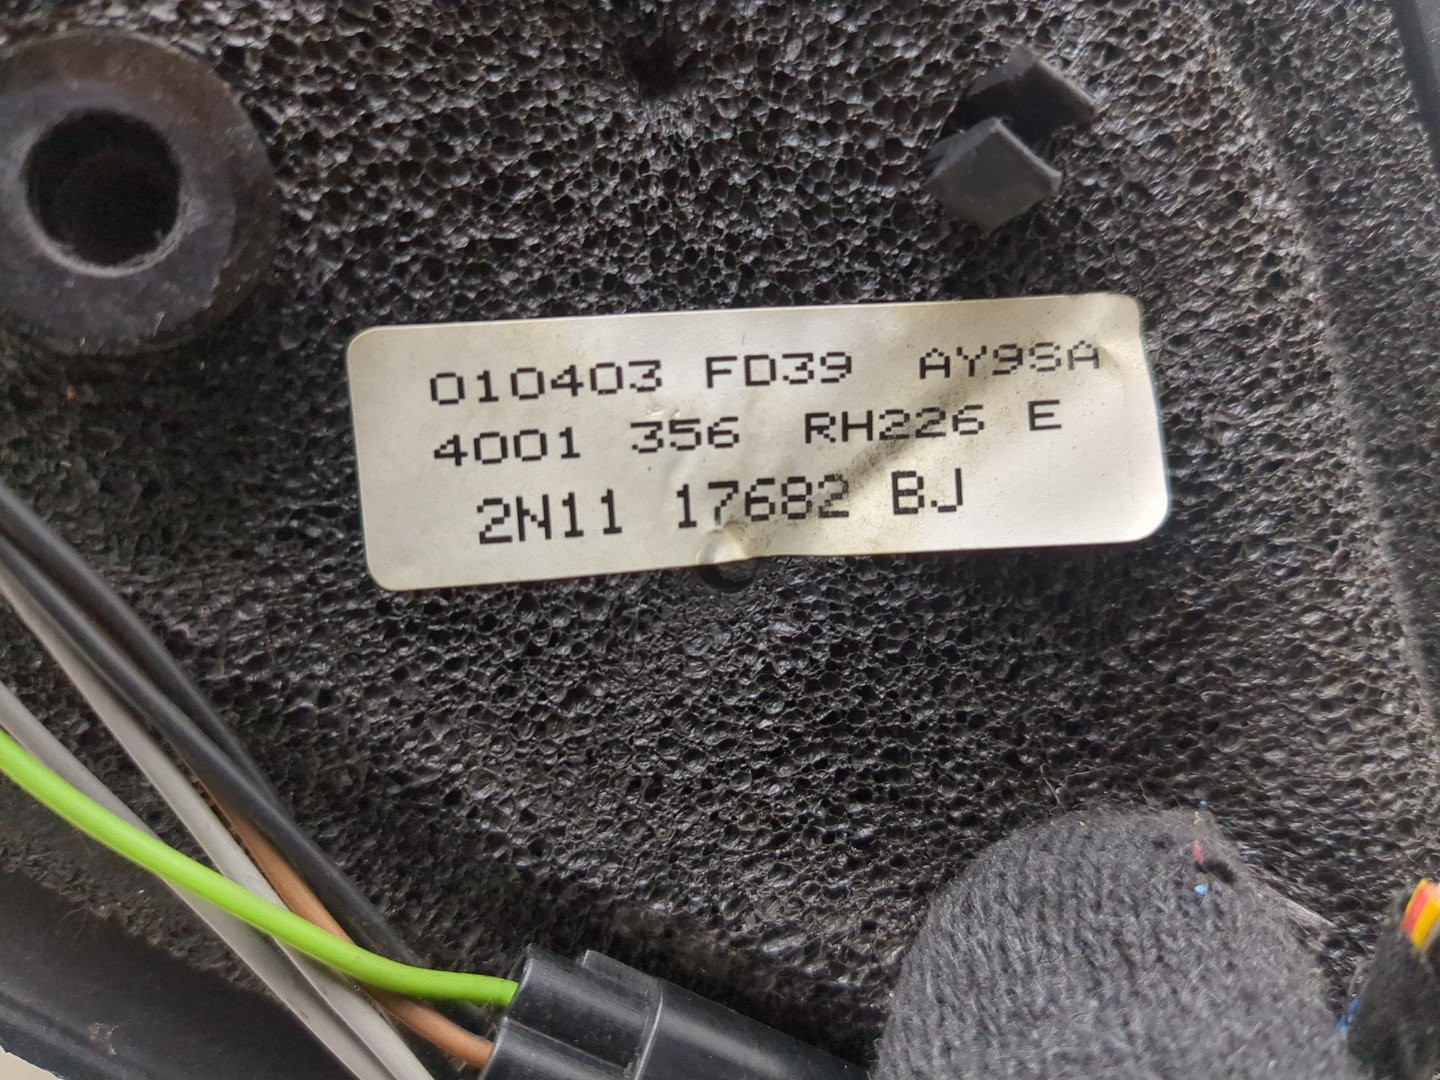 010403 FD39 AY9SA
4001 356 RH226 E
2N11 17682 BJ